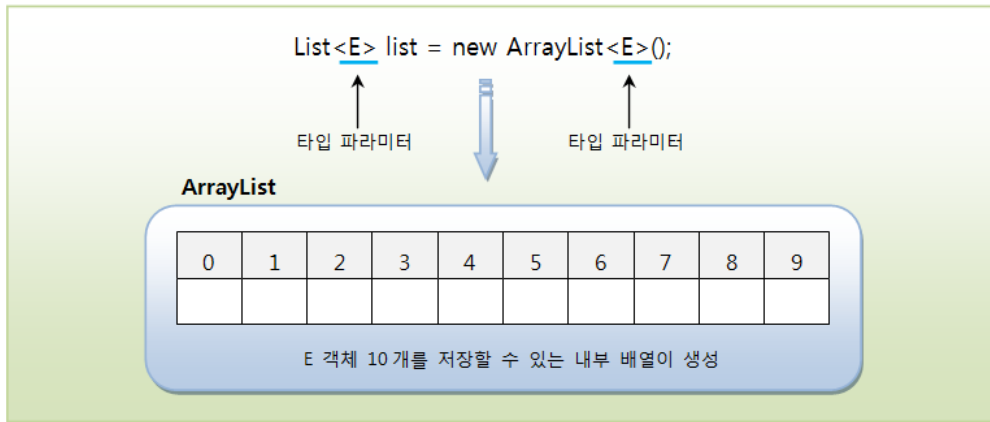 List<E> list = new ArrayList<E>();
타입 파라미터 타입 파라미터
ArrayList
0 1 2 3 4 5 6 7 8 9
E 객체 10개를 저장할 수 있는 내부 배열이 생성